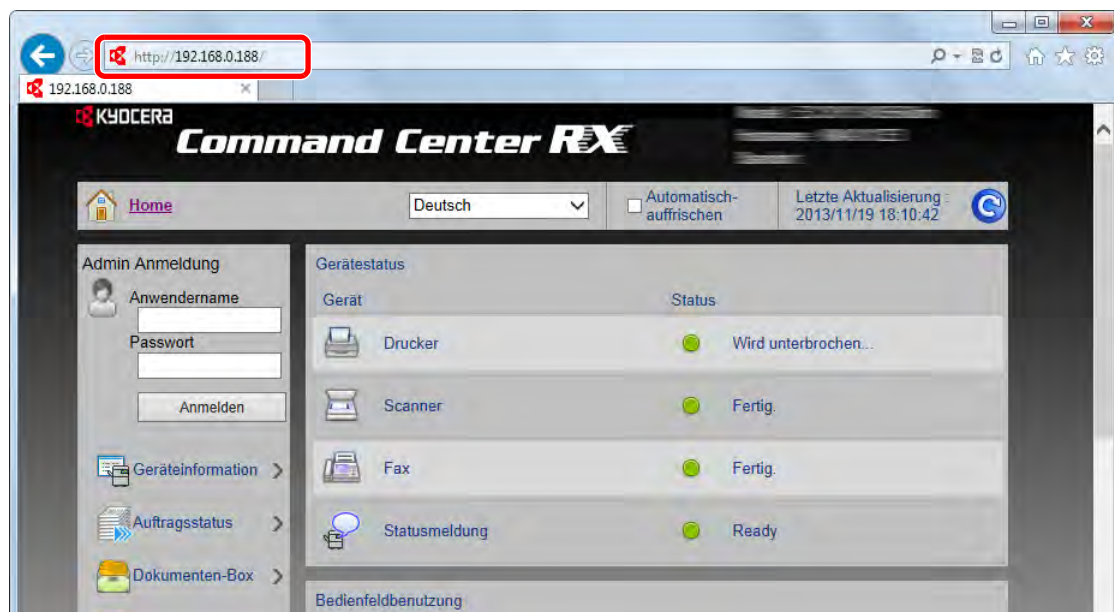 http://192.168.0.188/
192.168.0.188
KYOCERA
Command Center RX
Home
Deutsch
Automatisch-
auffrischen
Letzte Aktualisierung :
2013/11/19 18:10:42
Admin Anmeldung
Anwendername
Passwort
Anmelden
Geräteinformation
Auftragsstatus
Dokumenten-Box
Gerätestatus
Gerät Status
Drucker Wird unterbrochen...
Scanner Fertig.
Fax Fertig.
Statusmeldung Ready
Bedienfeldbenutzung